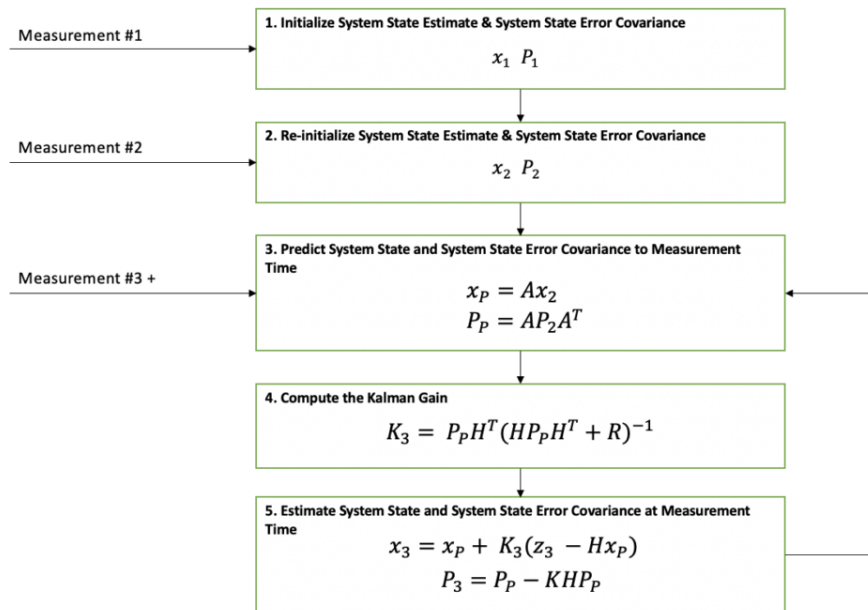 1. Initialize System State Estimate & System State Error Covariance
Measurement #1
x₁ P₁
2. Re-initialize System State Estimate & System State Error Covariance
Measurement #2
x₂ P₂
3. Predict System State and System State Error Covariance to Measurement
Time
Measurement #3 +
x_P = Ax₂
P_P = AP₂Aᵀ
4. Compute the Kalman Gain
K₃ = P_PHᵀ(HP_PHᵀ + R)⁻¹
5. Estimate System State and System State Error Covariance at Measurement
Time
x₃ = x_P + K₃(z₃ − Hx_P)
P₃ = P_P − KHP_P